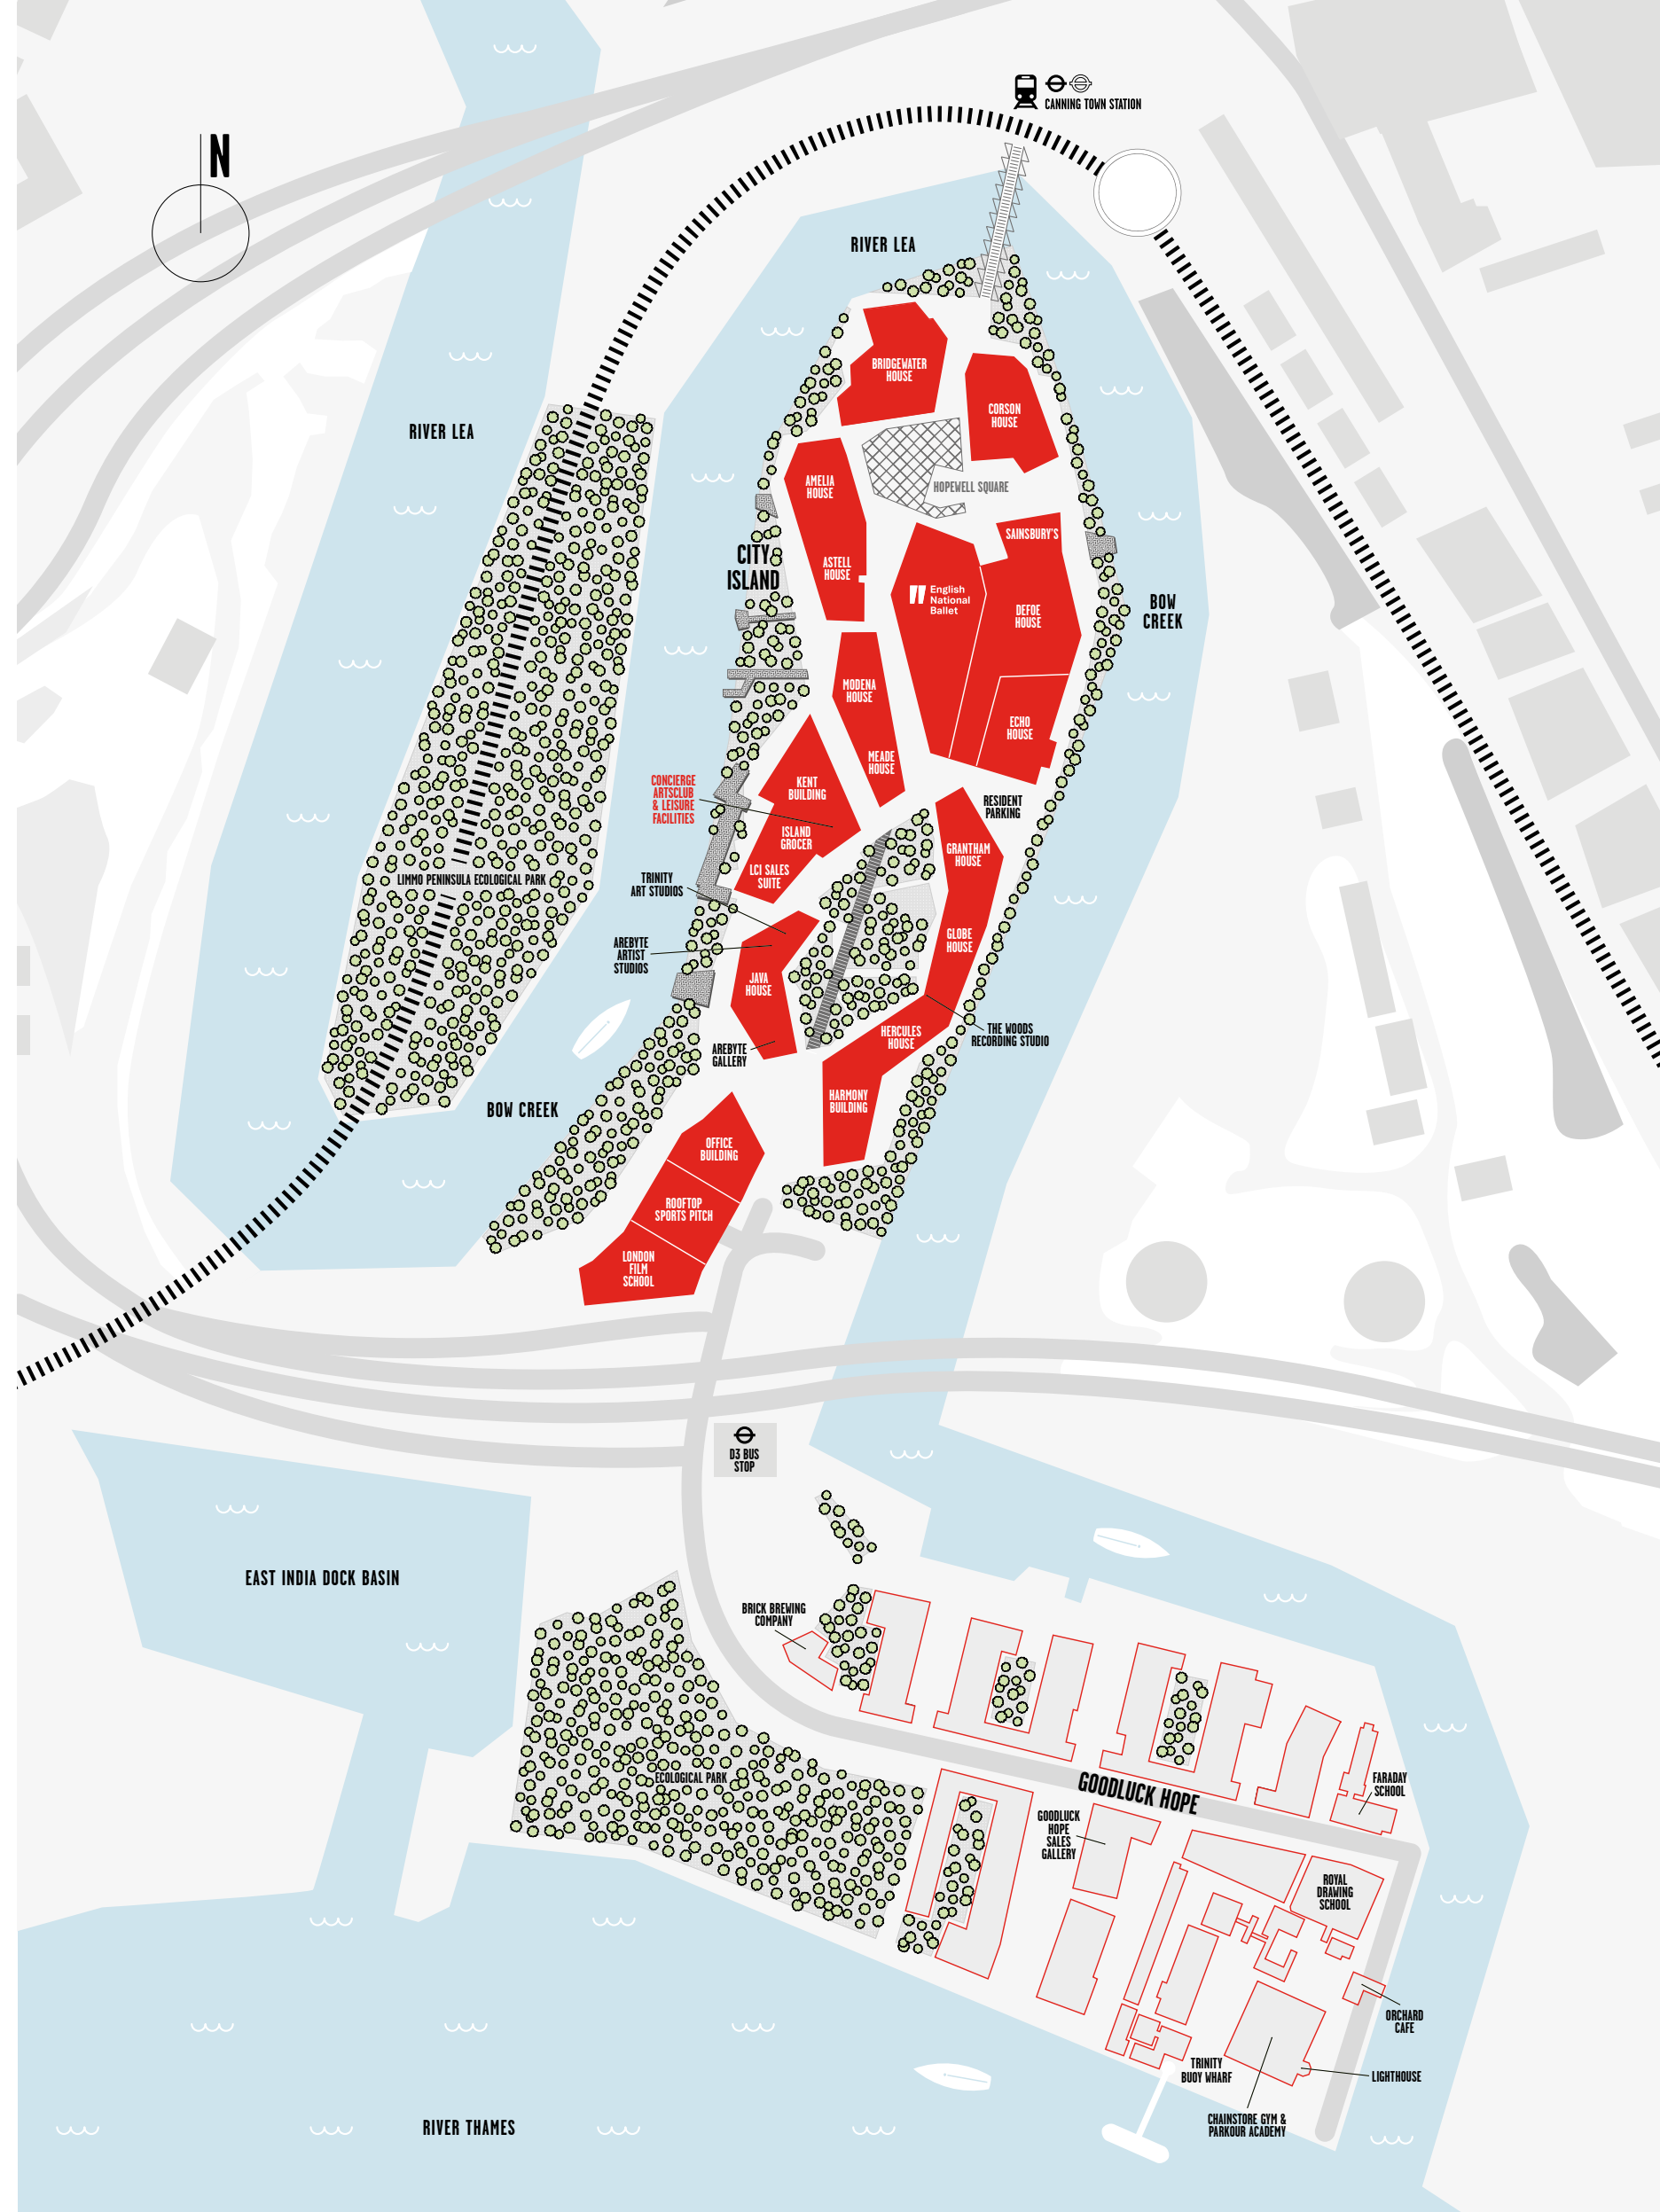 CANNING TOWN STATION
N
RIVER LEA
RIVER LEA
BRIDGEWATER
HOUSE
CORSON
HOUSE
AMELIA
HOUSE
HOPEWELL SQUARE
SAINSBURY'S
CITY
ISLAND
ASTELL
HOUSE
English
National
Ballet
DEFOE
HOUSE
BOW
CREEK
MODENA
HOUSE
ECHO
HOUSE
MEADE
HOUSE
CONCIERGE
ARTSCLUB
& LEISURE
FACILITIES
KENT
BUILDING
RESIDENT
PARKING
ISLAND
GROCER
GRANTHAM
HOUSE
LCI SALES
SUITE
LIMMO PENINSULA ECOLOGICAL PARK
TRINITY
ART STUDIOS
AREBYTE
ARTIST
STUDIOS
GLOBE
HOUSE
JAVA
HOUSE
HERCULES
HOUSE
THE WOODS
RECORDING STUDIO
AREBYTE
GALLERY
HARMONY
BUILDING
BOW CREEK
OFFICE
BUILDING
ROOFTOP
SPORTS PITCH
LONDON
FILM
SCHOOL
D3 BUS
STOP
EAST INDIA DOCK BASIN
BRICK BREWING
COMPANY
ECOLOGICAL PARK
GOODLUCK HOPE
FARADAY
SCHOOL
GOODLUCK
HOPE
SALES
GALLERY
ROYAL
DRAWING
SCHOOL
ORCHARD
CAFE
TRINITY
BUOY WHARF
LIGHTHOUSE
CHAINSTORE GYM &
PARKOUR ACADEMY
RIVER THAMES